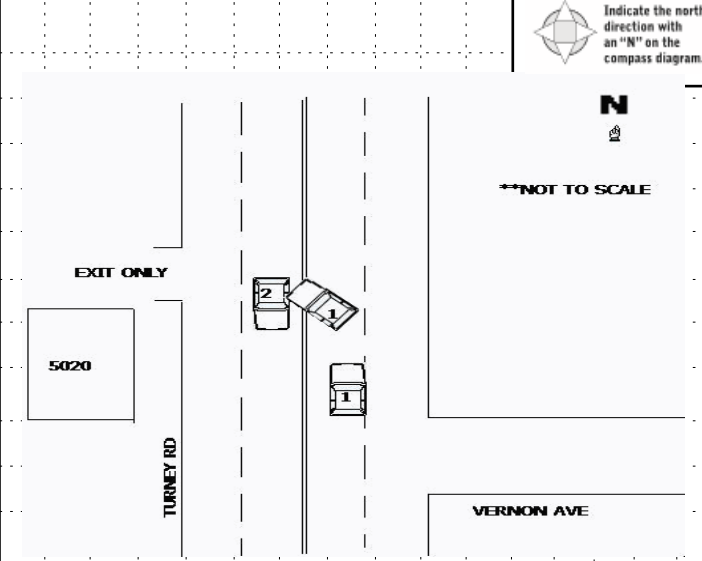 Indicate the north
direction with
an "N" on the
compass diagram.
N
**NOT TO SCALE
EXIT ONLY
2
1
5020
1
TURNEY RD
VERNON AVE